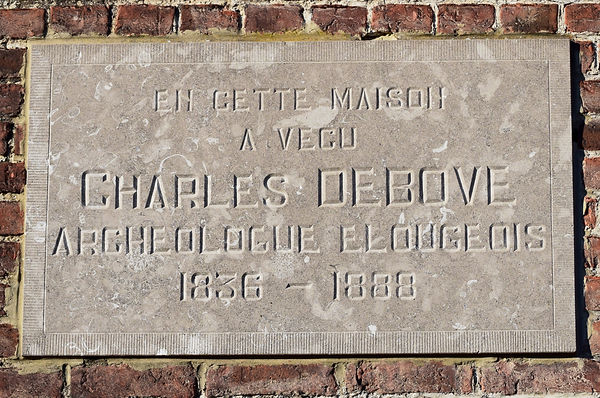 EN CETTE MAISON
A VECU
CHARLES DEBOVE
ARCHEOLOGUE ELOUGEOIS
1836 – 1888